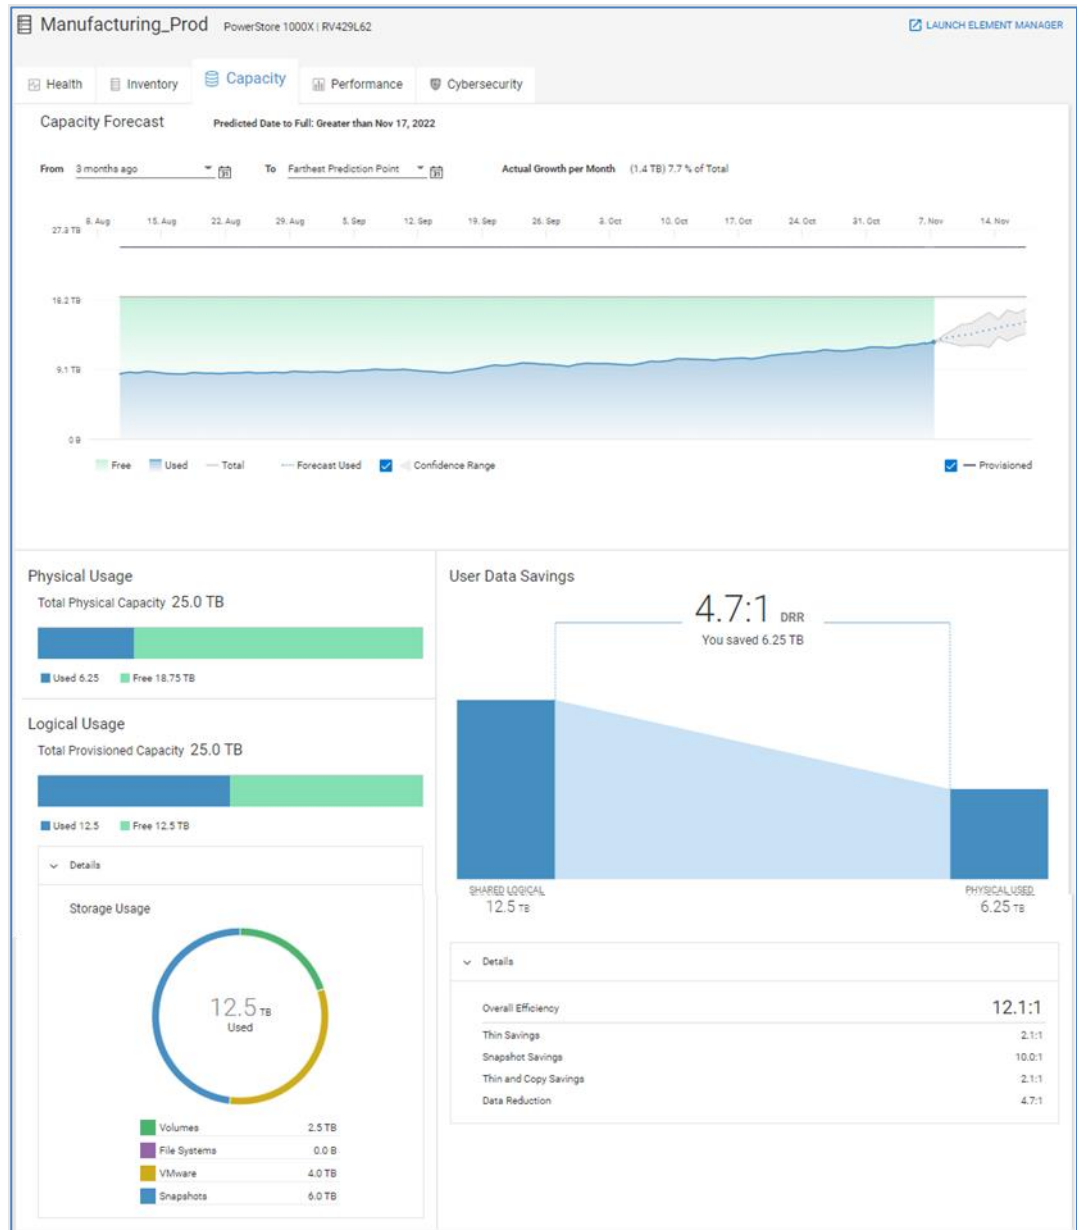 Manufacturing_Prod PowerStore 1000X | RV429L62
LAUNCH ELEMENT MANAGER
Health Inventory Capacity Performance Cybersecurity
Capacity Forecast Predicted Date to Full: Greater than Nov 17, 2022
From 3 months ago To Farthest Prediction Point Actual Growth per Month (1.4 TB) 7.7 % of Total
8. Aug 15. Aug 22. Aug 29. Aug 5. Sep 12. Sep 19. Sep 26. Sep 3. Oct 10. Oct 17. Oct 24. Oct 31. Oct 7. Nov 14. Nov
27.3 TB
18.2 TB
9.1 TB
0 B
Free Used Total Forecast Used Confidence Range Provisioned
Physical Usage
Total Physical Capacity 25.0 TB
Used 6.25 Free 18.75 TB
Logical Usage
Total Provisioned Capacity 25.0 TB
Used 12.5 Free 12.5 TB
Details
Storage Usage
12.5 TB
Used
Volumes 2.5 TB
File Systems 0.0 B
VMware 4.0 TB
Snapshots 6.0 TB
User Data Savings
4.7:1 DRR
You saved 6.25 TB
SHARED LOGICAL
12.5 TB
PHYSICAL USED
6.25 TB
Details
Overall Efficiency 12.1:1
Thin Savings 2.1:1
Snapshot Savings 10.0:1
Thin and Copy Savings 2.1:1
Data Reduction 4.7:1